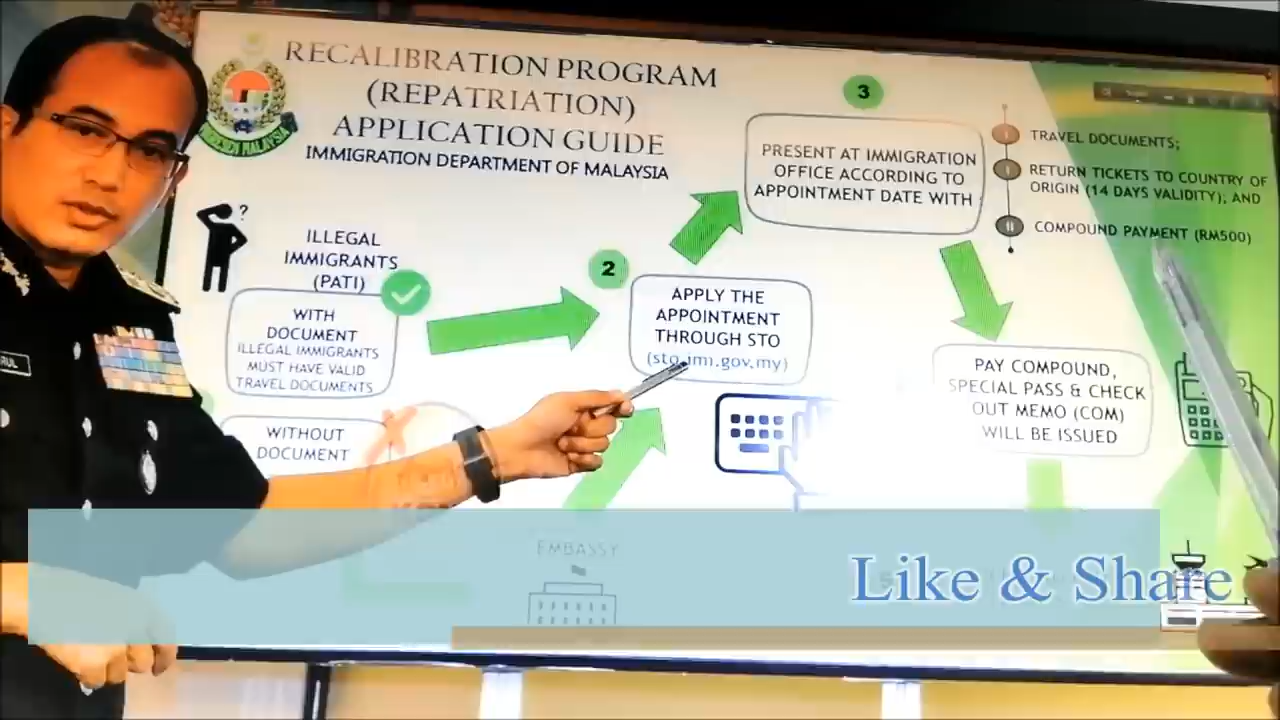 RECALIBRATION PROGRAM
(REPATRIATION)
APPLICATION GUIDE
IMMIGRATION DEPARTMENT OF MALAYSIA
?
ILLEGAL
IMMIGRANTS
(PATI)
WITH
DOCUMENT
ILLEGAL IMMIGRANTS
MUST HAVE VALID
TRAVEL DOCUMENTS
WITHOUT
DOCUMENT
2
APPLY THE
APPOINTMENT
THROUGH STO
(sto.imi.gov.my)
3
PRESENT AT IMMIGRATION
OFFICE ACCORDING TO
APPOINTMENT DATE WITH
TRAVEL DOCUMENTS;
RETURN TICKETS TO COUNTRY OF
ORIGIN (14 DAYS VALIDITY); AND
COMPOUND PAYMENT (RM500)
PAY COMPOUND,
SPECIAL PASS & CHECK
OUT MEMO (COM)
WILL BE ISSUED
EMBASSY
Like & Share